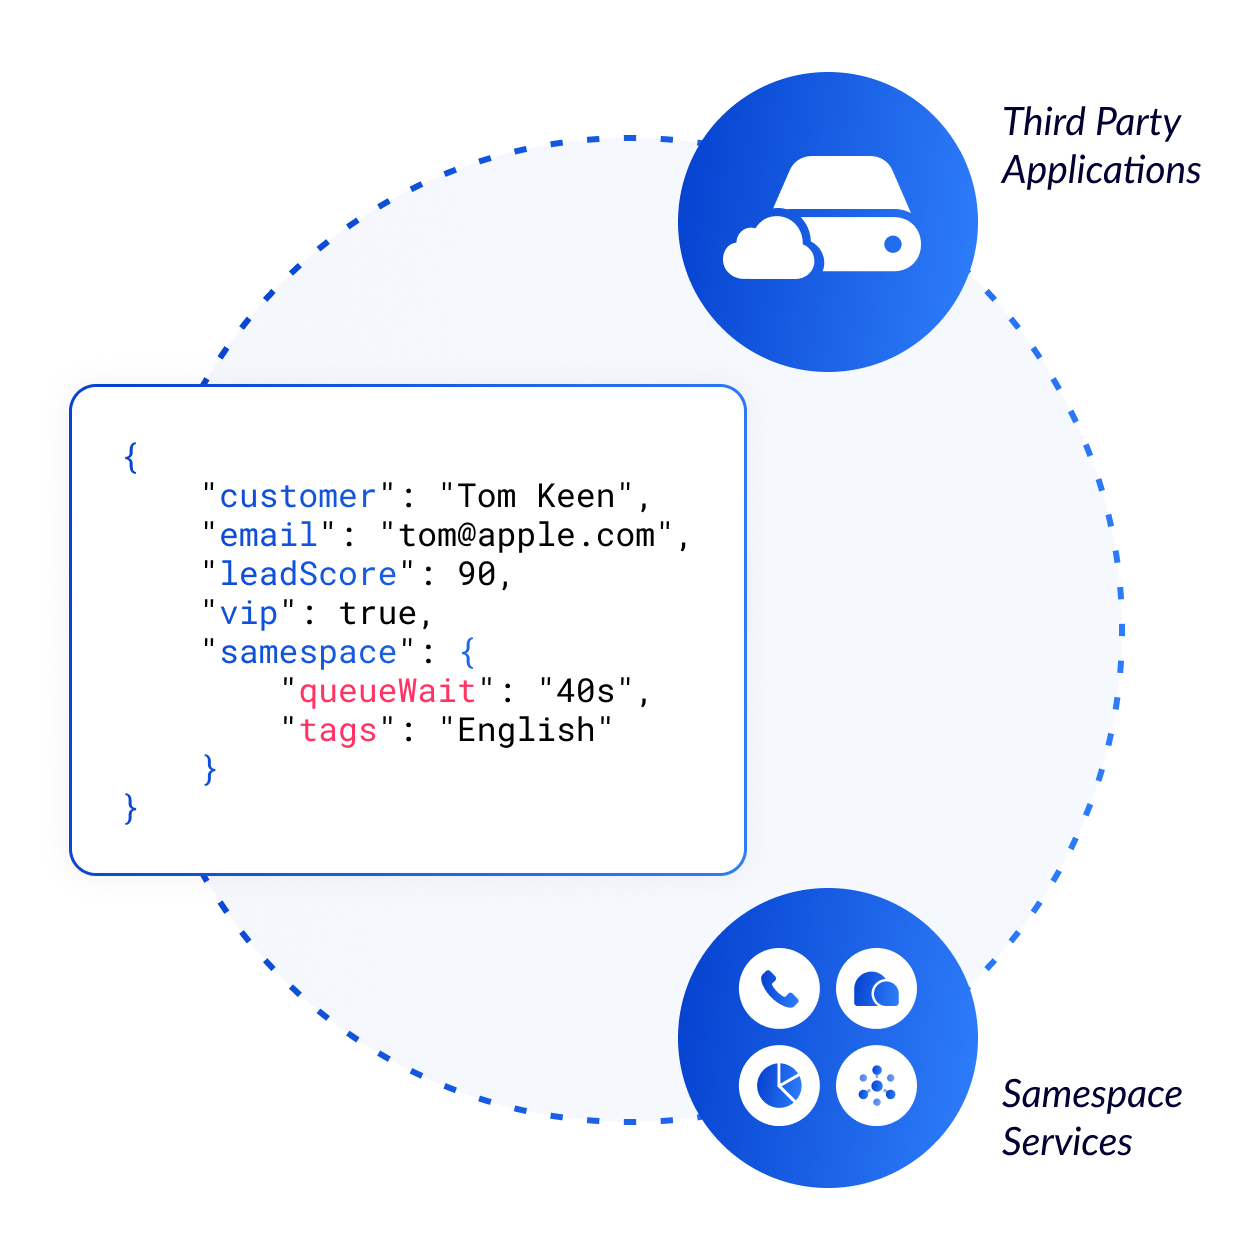 Third Party
Applications
{
"customer": "Tom Keen",
"email": "tom@apple.com",
"leadScore": 90,
"vip": true,
"samespace": {
"queueWait": "40s",
"tags": "English"
}
}
Samespace
Services